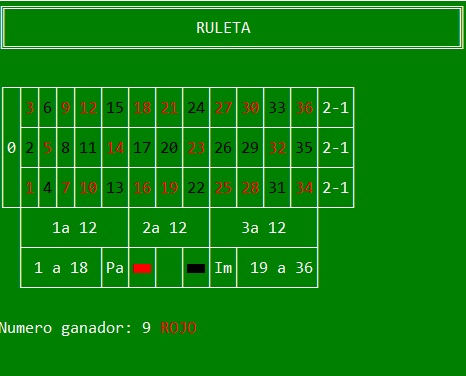 RULETA
3 6 9 12 15 18 21 24 27 30 33 36 2-1
0 2 5 8 11 14 17 20 23 26 29 32 35 2-1
1 4 7 10 13 16 19 22 25 28 31 34 2-1
1a 12 2a 12 3a 12
1 a 18 Pa Im 19 a 36
Numero ganador: 9 ROJO